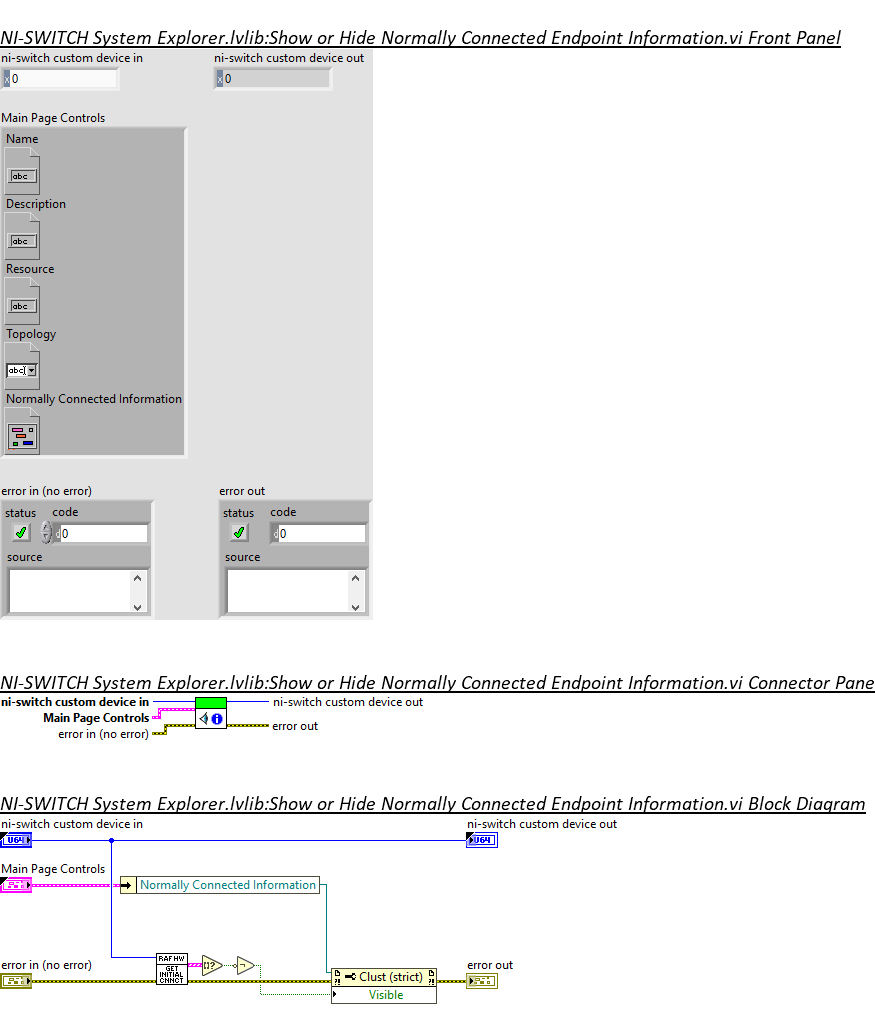 NI-SWITCH System Explorer.lvlib:Show or Hide Normally Connected Endpoint Information.vi Front Panel
ni-switch custom device in
ni-switch custom device out
x 0
x 0
Main Page Controls
Name
abc
Description
abc
Resource
abc
Topology
abc
Normally Connected Information
error in (no error)
error out
status code
status code
d 0
d 0
source
source
NI-SWITCH System Explorer.lvlib:Show or Hide Normally Connected Endpoint Information.vi Connector Pane
ni-switch custom device in
ni-switch custom device out
Main Page Controls
error in (no error)
error out
NI-SWITCH System Explorer.lvlib:Show or Hide Normally Connected Endpoint Information.vi Block Diagram
ni-switch custom device in
ni-switch custom device out
U64
U64
Main Page Controls
Normally Connected Information
error in (no error)
RAF HW
GET
INITIAL
CNNCT
[]?
Clust (strict)
Visible
error out